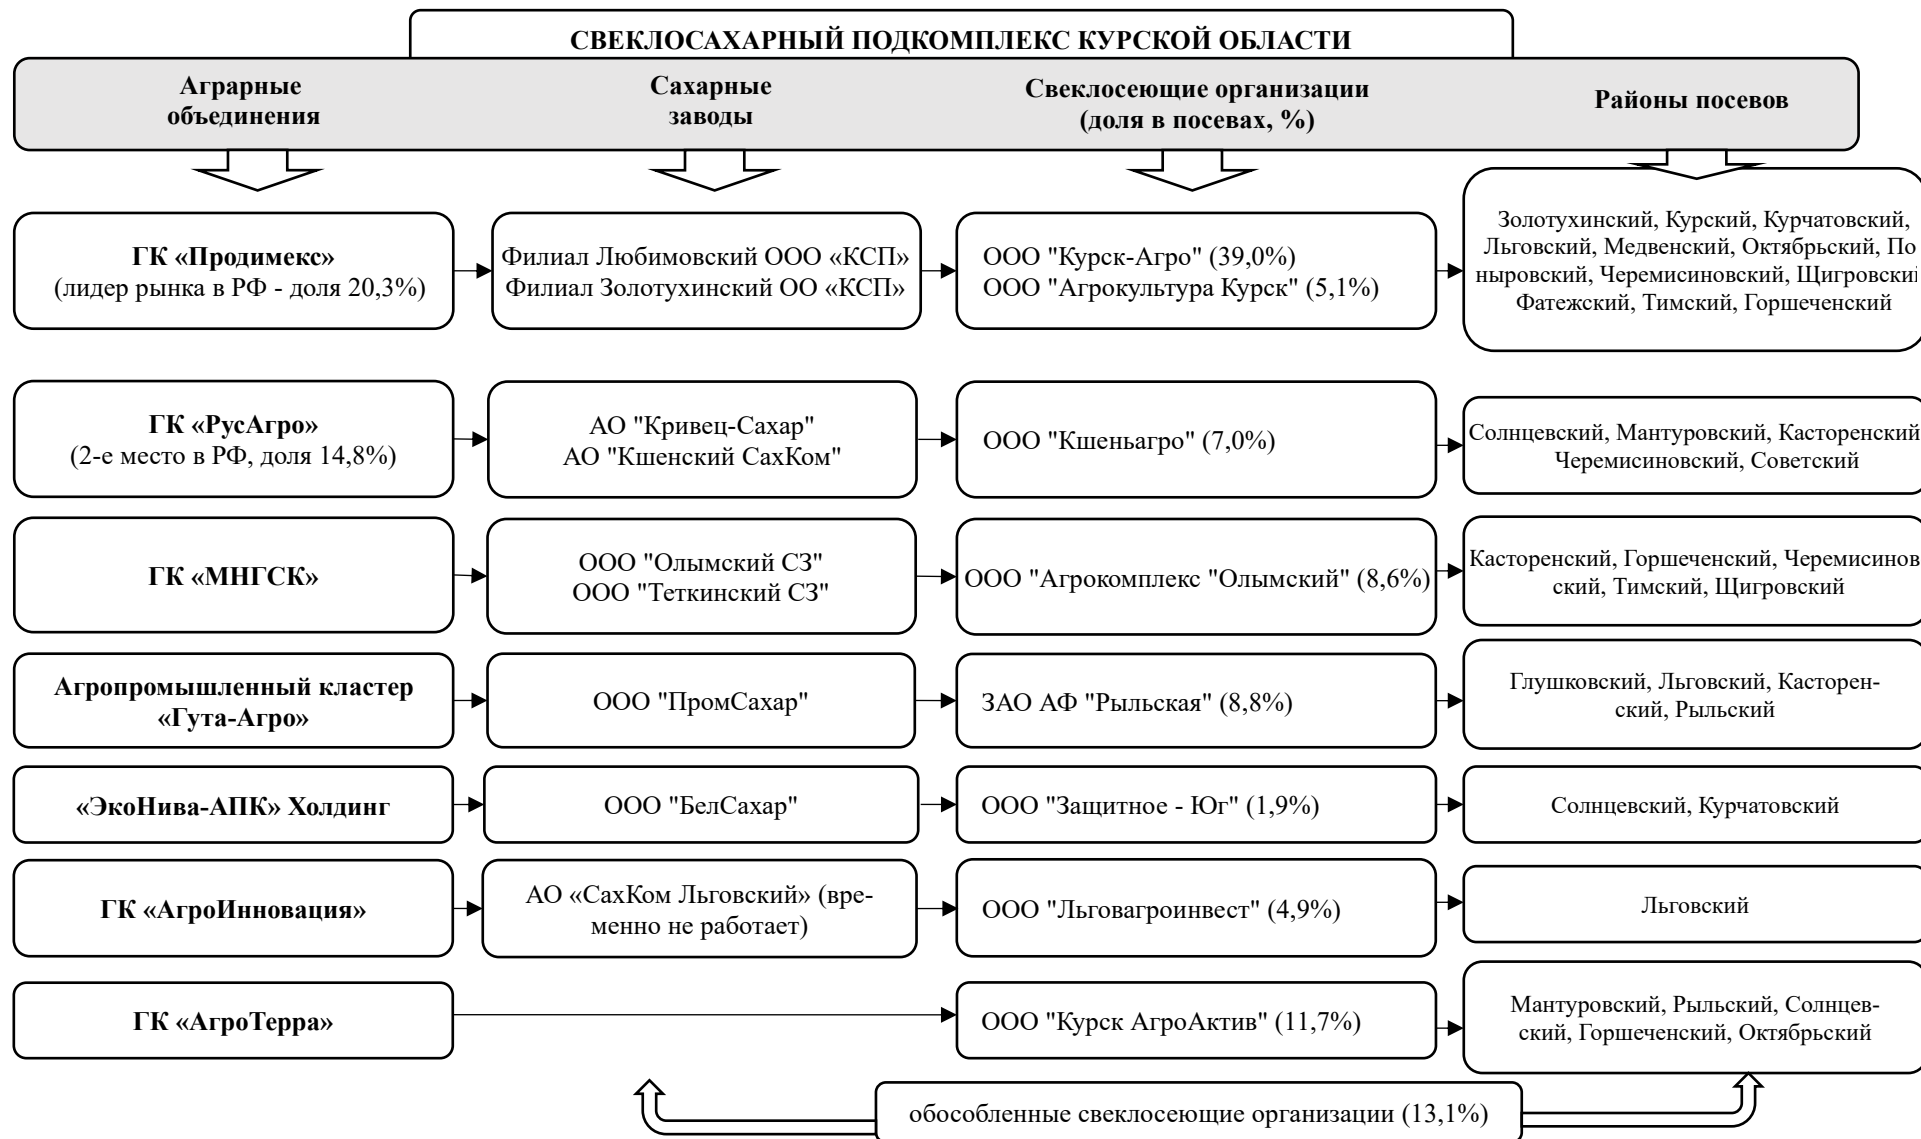 СВЕКЛОСАХАРНЫЙ ПОДКОМПЛЕКС КУРСКОЙ ОБЛАСТИ
Аграрные
объединения
Сахарные
заводы
Свеклосеющие организации
(доля в посевах, %)
Районы посевов
ГК «Продимекс»
(лидер рынка в РФ - доля 20,3%)
Филиал Любимовский ООО «КСП»
Филиал Золотухинский ОО «КСП»
ООО "Курск-Агро" (39,0%)
ООО "Агрокультура Курск" (5,1%)
Золотухинский, Курский, Курчатовский,
Льговский, Медвенский, Октябрьский, По
ныровский, Черемисиновский, Щигровский
Фатежский, Тимский, Горшеченский
ГК «РусАгро»
(2-е место в РФ, доля 14,8%)
АО "Кривец-Сахар"
АО "Кшенский СахКом"
ООО "Кшеньагро" (7,0%)
Солнцевский, Мантуровский, Касторенский
Черемисиновский, Советский
ГК «МНГСК»
ООО "Олымский СЗ"
ООО "Теткинский СЗ"
ООО "Агрокомплекс "Олымский" (8,6%)
Касторенский, Горшеченский, Черемисинов
ский, Тимский, Щигровский
Агропромышленный кластер
«Гута-Агро»
ООО "ПромСахар"
ЗАО АФ "Рыльская" (8,8%)
Глушковский, Льговский, Касторен-
ский, Рыльский
«ЭкоНива-АПК» Холдинг
ООО "БелСахар"
ООО "Защитное - Юг" (1,9%)
Солнцевский, Курчатовский
ГК «АгроИнновация»
АО «СахКом Льговский» (вре-
менно не работает)
ООО "Льговагроинвест" (4,9%)
Льговский
ГК «АгроТерра»
ООО "Курск АгроАктив" (11,7%)
Мантуровский, Рыльский, Солнцев-
ский, Горшеченский, Октябрьский
обособленные свеклосеющие организации (13,1%)